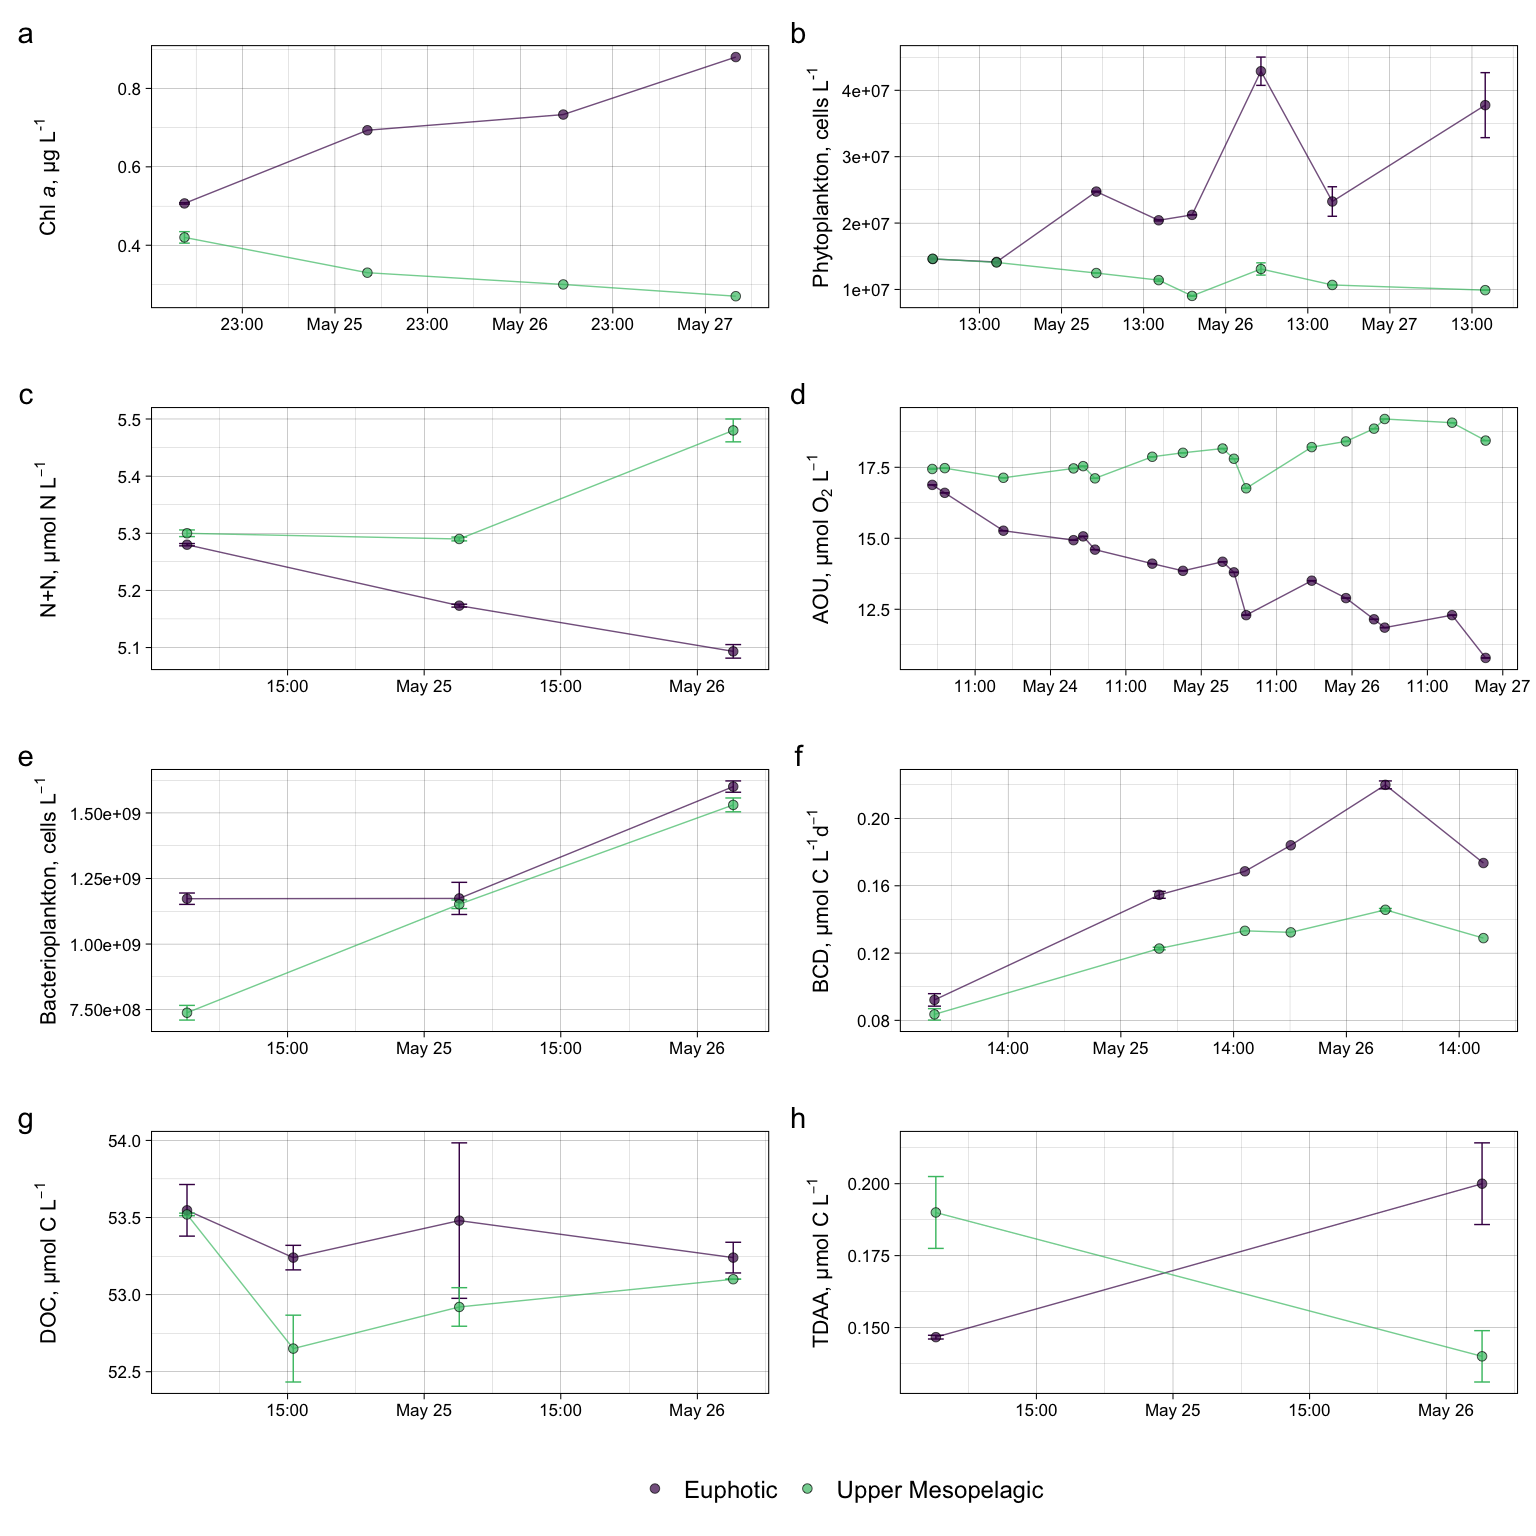 a
Chl a, µg L⁻¹
0.8
0.6
0.4
23:00 May 25 23:00 May 26 23:00 May 27
b
Phytoplankton, cells L⁻¹
4e+07
3e+07
2e+07
1e+07
13:00 May 25 13:00 May 26 13:00 May 27 13:00
c
N+N, µmol N L⁻¹
5.5
5.4
5.3
5.2
5.1
15:00 May 25 15:00 May 26
d
AOU, µmol O₂ L⁻¹
17.5
15.0
12.5
11:00 May 24 11:00 May 25 11:00 May 26 11:00 May 27
e
Bacterioplankton, cells L⁻¹
1.50e+09
1.25e+09
1.00e+09
7.50e+08
15:00 May 25 15:00 May 26
f
BCD, µmol C L⁻¹d⁻¹
0.20
0.16
0.12
0.08
14:00 May 25 14:00 May 26 14:00
g
DOC, µmol C L⁻¹
54.0
53.5
53.0
52.5
15:00 May 25 15:00 May 26
h
TDAA, µmol C L⁻¹
0.200
0.175
0.150
15:00 May 25 15:00 May 26
Euphotic Upper Mesopelagic